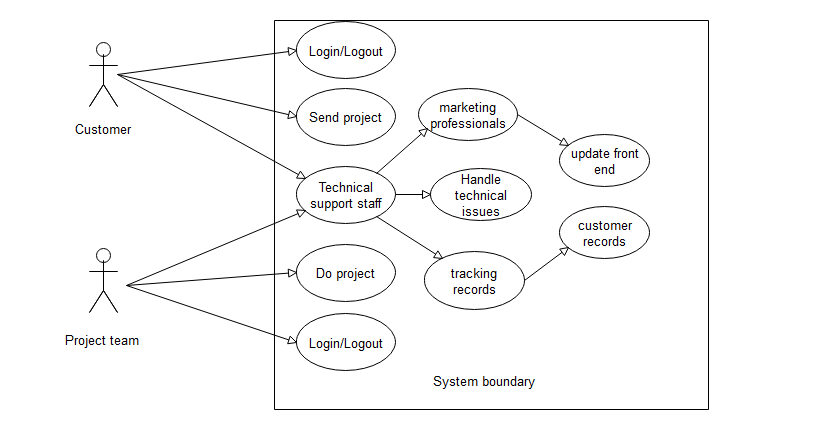 Login/Logout
Customer
Send project
marketing
professionals
update front
end
Technical
support staff
Handle
technical
issues
customer
records
Do project
tracking
records
Project team
Login/Logout
System boundary